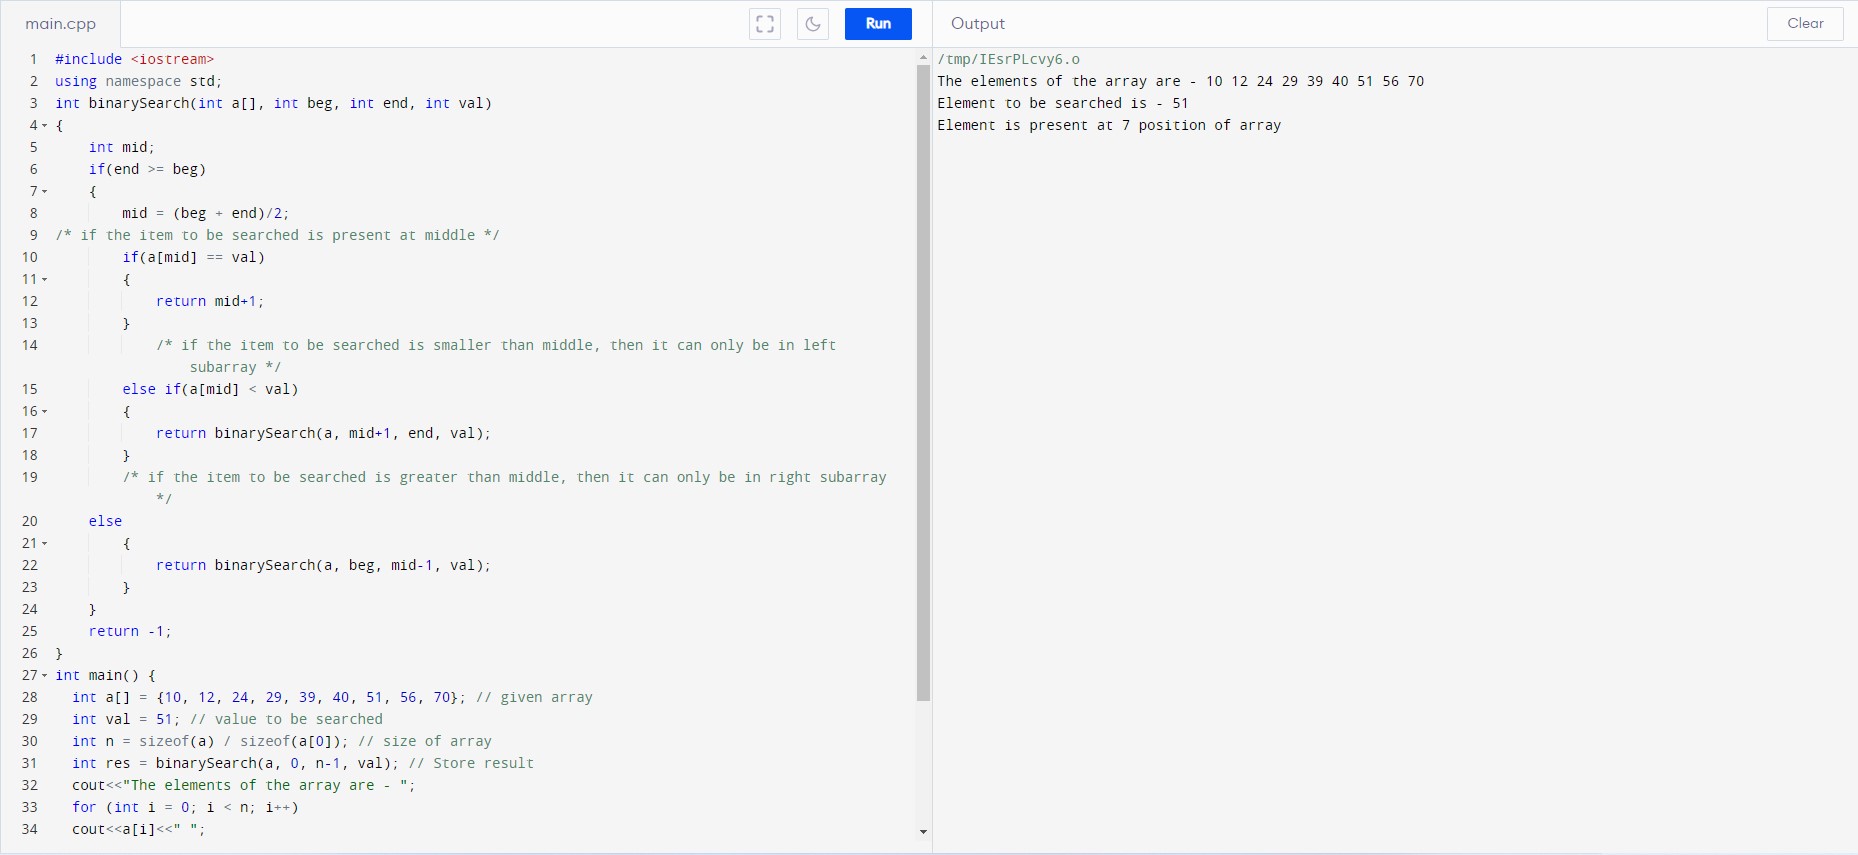 main.cpp
Run
Output
Clear
1 #include <iostream>
2 using namespace std;
3 int binarySearch(int a[], int beg, int end, int val)
4 {
5 int mid;
6 if(end >= beg)
7 {
8 mid = (beg + end)/2;
9 /* if the item to be searched is present at middle */
10 if(a[mid] == val)
11 {
12 return mid+1;
13 }
14 /* if the item to be searched is smaller than middle, then it can only be in left
subarray */
15 else if(a[mid] < val)
16 {
17 return binarySearch(a, mid+1, end, val);
18 }
19 /* if the item to be searched is greater than middle, then it can only be in right subarray
*/
20 else
21 {
22 return binarySearch(a, beg, mid-1, val);
23 }
24 }
25 return -1;
26 }
27 int main() {
28 int a[] = {10, 12, 24, 29, 39, 40, 51, 56, 70}; // given array
29 int val = 51; // value to be searched
30 int n = sizeof(a) / sizeof(a[0]); // size of array
31 int res = binarySearch(a, 0, n-1, val); // Store result
32 cout<<"The elements of the array are - ";
33 for (int i = 0; i < n; i++)
34 cout<<a[i]<<" ";
/tmp/IEsrPLcvy6.o
The elements of the array are - 10 12 24 29 39 40 51 56 70
Element to be searched is - 51
Element is present at 7 position of array